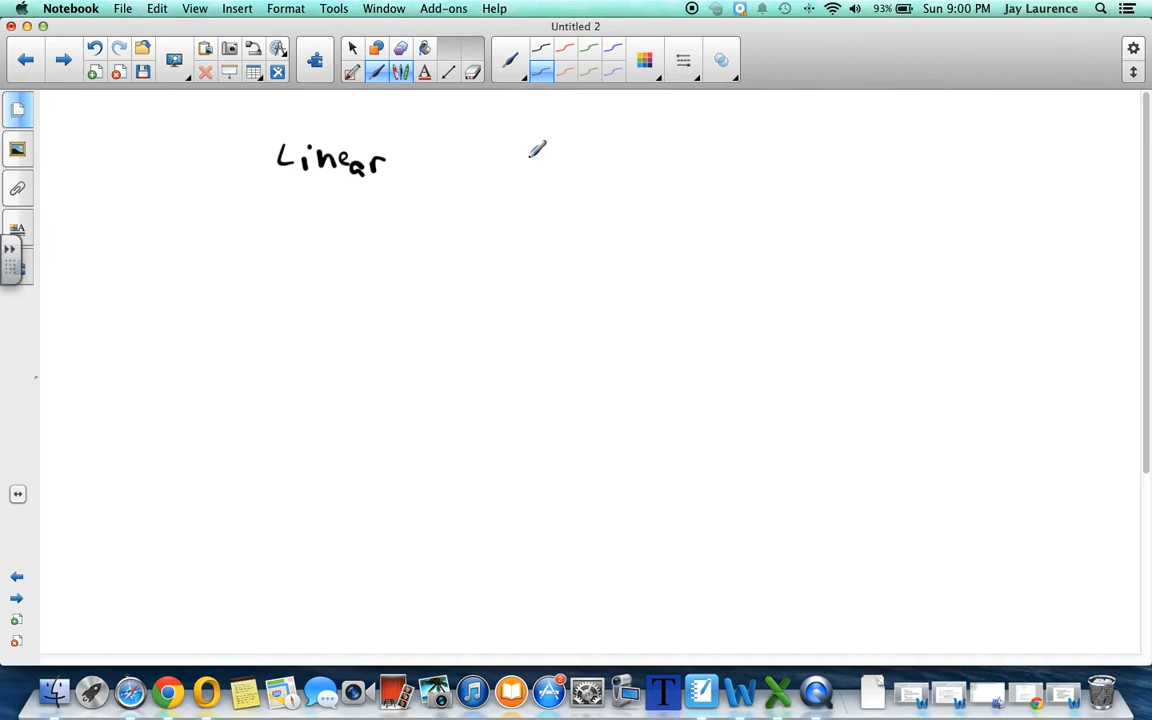 Notebook File Edit View Insert Format Tools Window Add-ons Help 93% Sun 9:00 PM Jay Laurence
Untitled 2
Linear